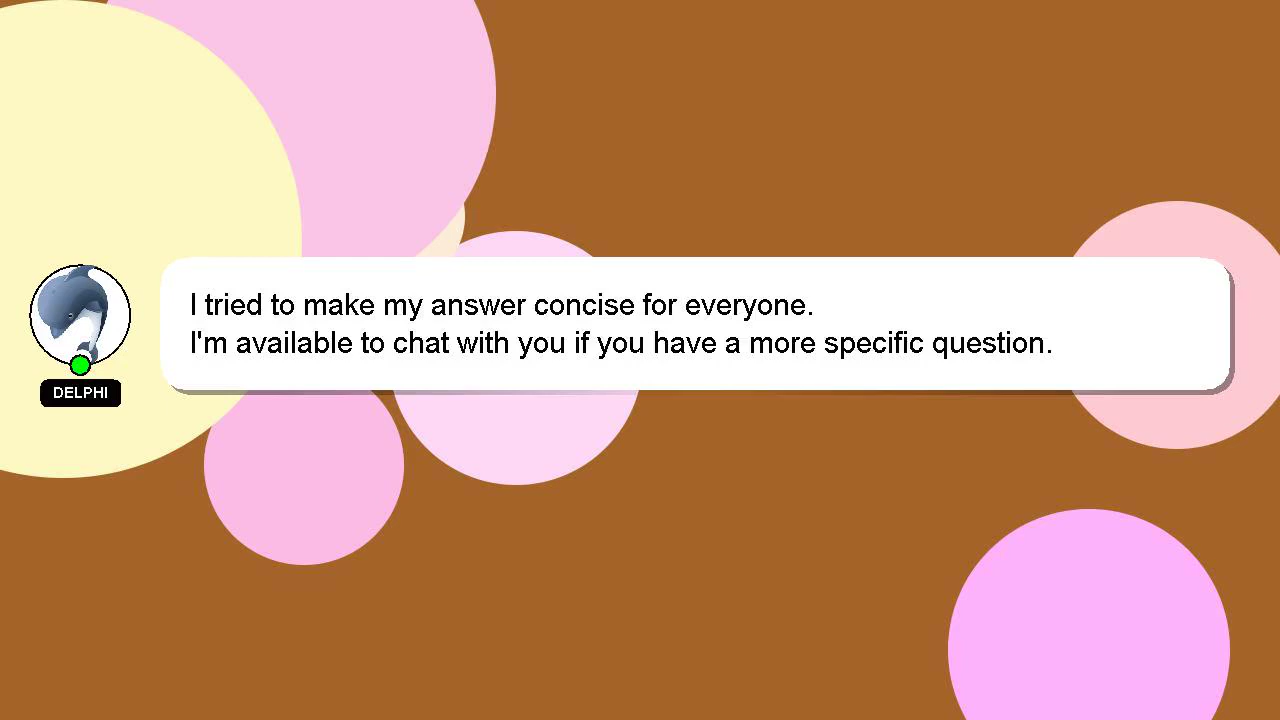 I tried to make my answer concise for everyone.
I'm available to chat with you if you have a more specific question.
DELPHI